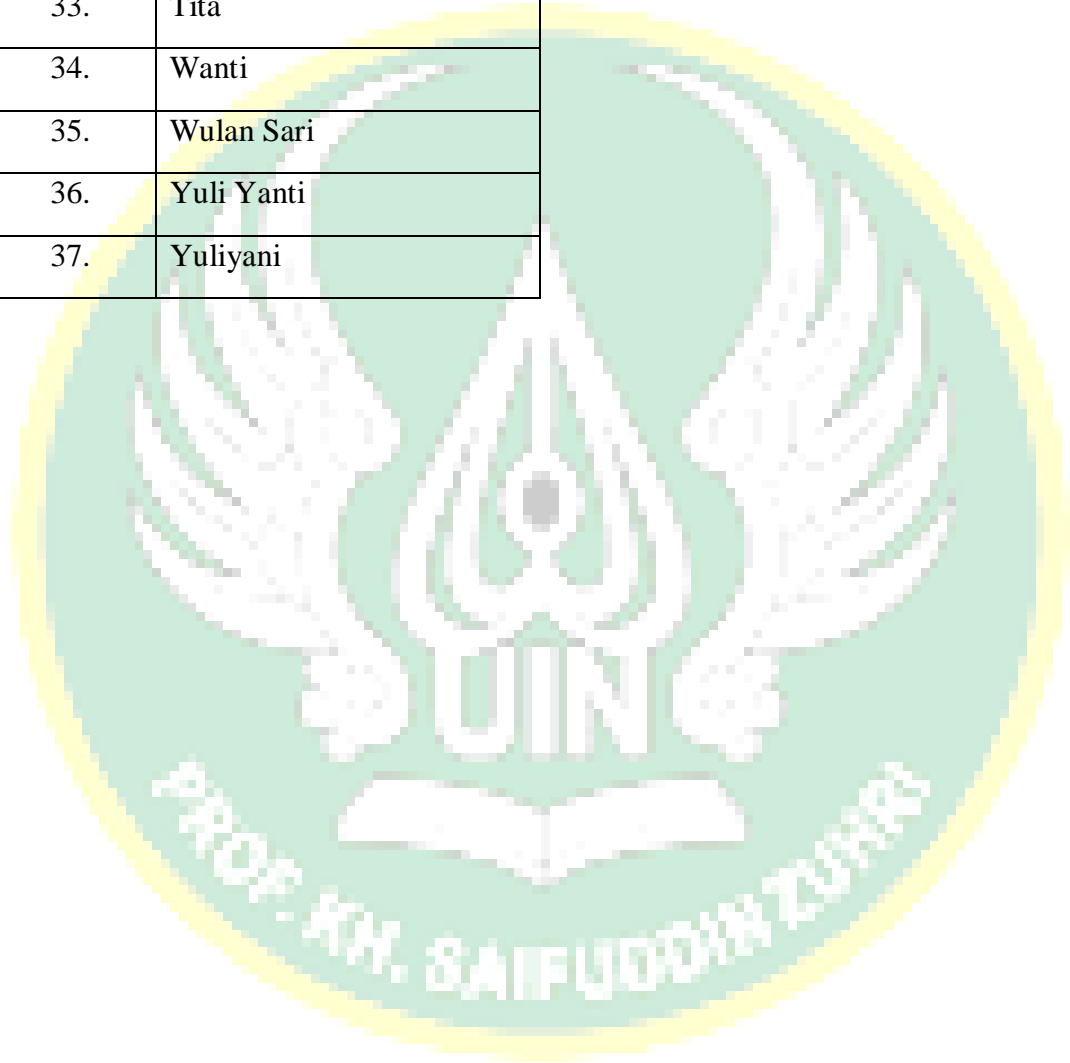 33. Tita
34. Wanti
35. Wulan Sari
36. Yuli Yanti
37. Yuliyani
UIN
PROF. KH. SAIFUDDIN ZUHRI